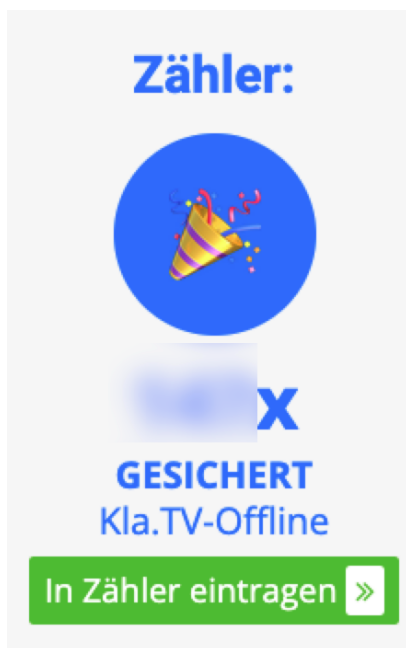 Zähler:
x
GESICHERT
Kla.TV-Offline
In Zähler eintragen »